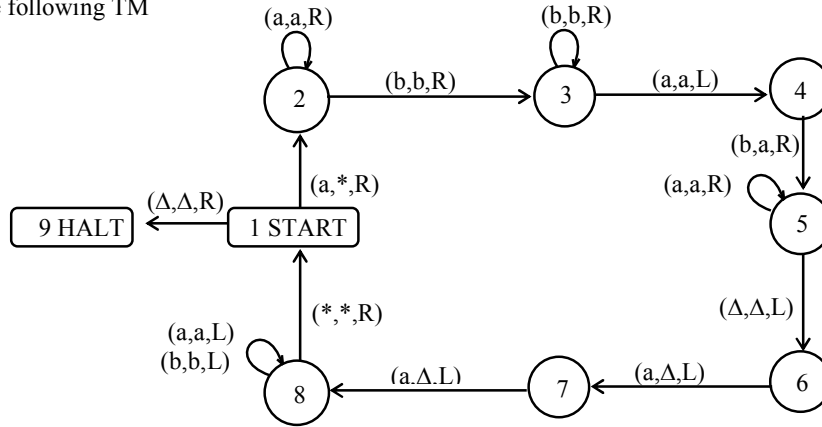 following TM
(a,a,R)
(b,b,R)
2
(b,b,R)
3
(a,a,L)
4
(b,a,R)
(a,*,R)
(a,a,R)
9 HALT
(Δ,Δ,R)
1 START
5
(*,*,R)
(Δ,Δ,L)
(a,a,L)
(b,b,L)
8
(a,Δ,L)
7
(a,Δ,L)
6